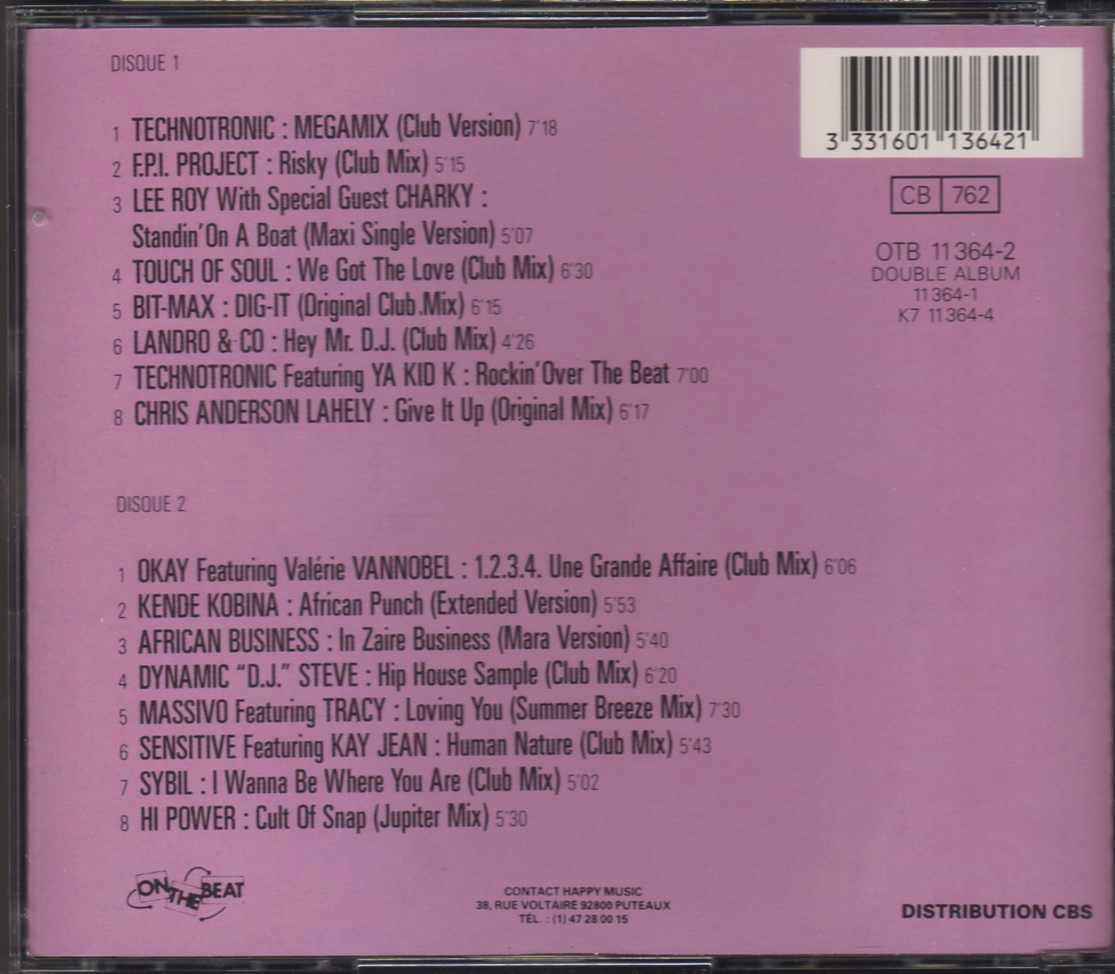 DISQUE 1
1 TECHNOTRONIC : MEGAMIX (Club Version) 7'18
2 F.P.I. PROJECT : Risky (Club Mix) 5'15
3 LEE ROY With Special Guest CHARKY :
Standin'On A Boat (Maxi Single Version) 5'07
4 TOUCH OF SOUL : We Got The Love (Club Mix) 6'30
5 BIT-MAX : DIG-IT (Original Club Mix) 6'15
6 LANDRO & CO : Hey Mr. D.J. (Club Mix) 4'26
7 TECHNOTRONIC Featuring YA KID K : Rockin'Over The Beat 7'00
8 CHRIS ANDERSON LAHELY : Give It Up (Original Mix) 6'17
3 331601 136421
CB 762
OTB 11 364-2
DOUBLE ALBUM
11 364-1
K7 11 364-4
DISQUE 2
1 OKAY Featuring Valérie VANNOBEL : 1.2.3.4. Une Grande Affaire (Club Mix) 6'06
2 KENDE KOBINA : African Punch (Extended Version) 5'53
3 AFRICAN BUSINESS : In Zaire Business (Mara Version) 5'40
4 DYNAMIC "D.J." STEVE : Hip House Sample (Club Mix) 6'20
5 MASSIVO Featuring TRACY : Loving You (Summer Breeze Mix) 7'30
6 SENSITIVE Featuring KAY JEAN : Human Nature (Club Mix) 5'43
7 SYBIL : I Wanna Be Where You Are (Club Mix) 5'02
8 HI POWER : Cult Of Snap (Jupiter Mix) 5'30
ON THE BEAT
CONTACT HAPPY MUSIC
38, RUE VOLTAIRE 92800 PUTEAUX
TÉL. : (1) 47 28 00 15
DISTRIBUTION CBS